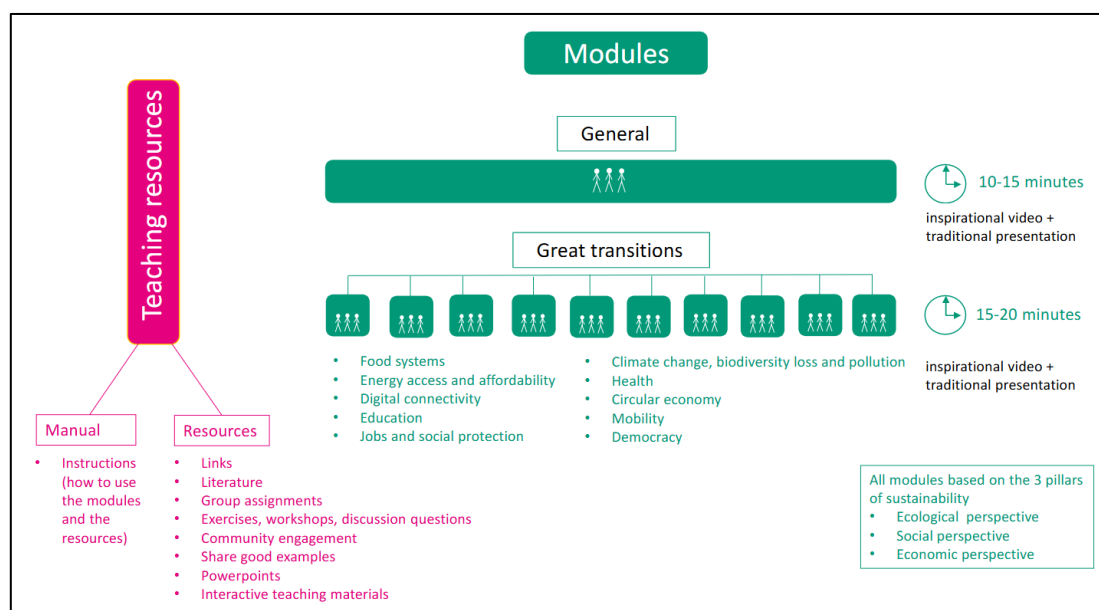 Modules
Teaching resources
General
10-15 minutes
inspirational video +
traditional presentation
Great transitions
15-20 minutes
inspirational video +
traditional presentation
• Food systems
• Energy access and affordability
• Digital connectivity
• Education
• Jobs and social protection
• Climate change, biodiversity loss and pollution
• Health
• Circular economy
• Mobility
• Democracy
Manual
• Instructions
(how to use
the modules
and the
resources)
Resources
• Links
• Literature
• Group assignments
• Exercises, workshops, discussion questions
• Community engagement
• Share good examples
• Powerpoints
• Interactive teaching materials
All modules based on the 3 pillars
of sustainability
• Ecological perspective
• Social perspective
• Economic perspective